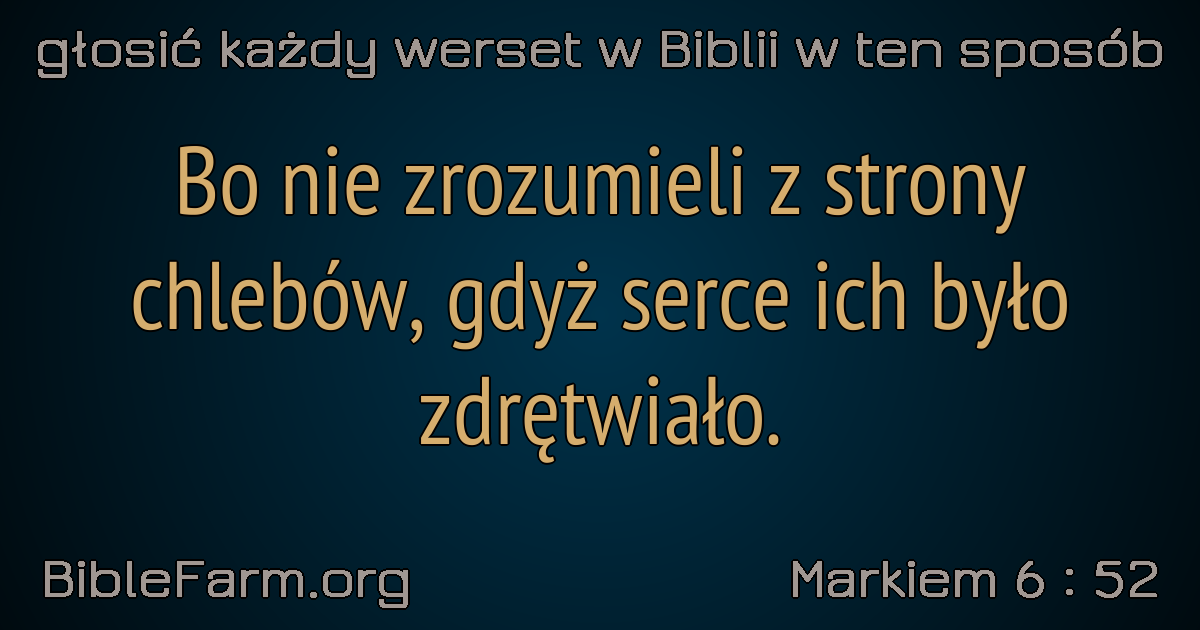 głosić każdy werset w Biblii w ten sposób
Bo nie zrozumieli z strony
chlebów, gdyż serce ich było
zdrętwiało.
BibleFarm.org
Markiem 6 : 52